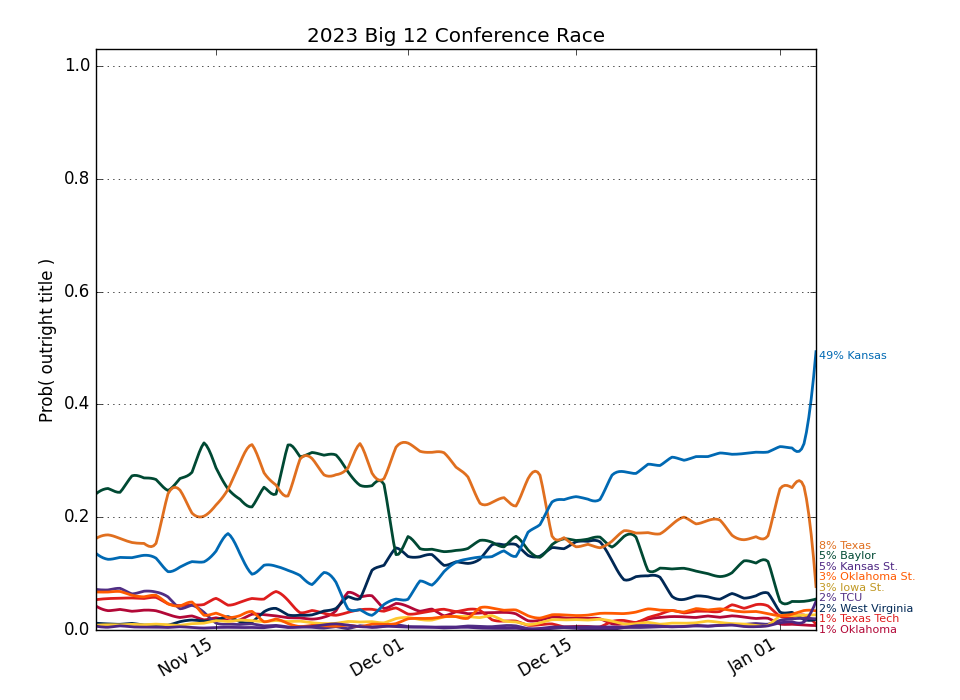 2023 Big 12 Conference Race
Prob( outright title )
1.0
0.8
0.6
0.4
0.2
0.0
Nov 15
Dec 01
Dec 15
Jan 01
49% Kansas
8% Texas
5% Baylor
5% Kansas St.
3% Oklahoma St.
3% Iowa St.
2% TCU
2% West Virginia
1% Texas Tech
1% Oklahoma